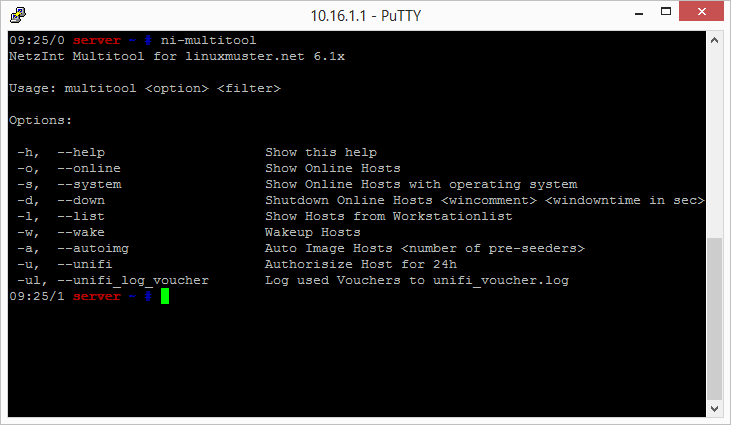 10.16.1.1 - PuTTY
09:25/0 server ~ # ni-multitool
NetzInt Multitool for linuxmuster.net 6.1x
Usage: multitool <option> <filter>
Options:
-h, --help Show this help
-o, --online Show Online Hosts
-s, --system Show Online Hosts with operating system
-d, --down Shutdown Online Hosts <wincomment> <windowntime in sec>
-l, --list Show Hosts from Workstationlist
-w, --wake Wakeup Hosts
-a, --autoimg Auto Image Hosts <number of pre-seeders>
-u, --unifi Authorisize Host for 24h
-ul, --unifi_log_voucher Log used Vouchers to unifi_voucher.log
09:25/1 server ~ #